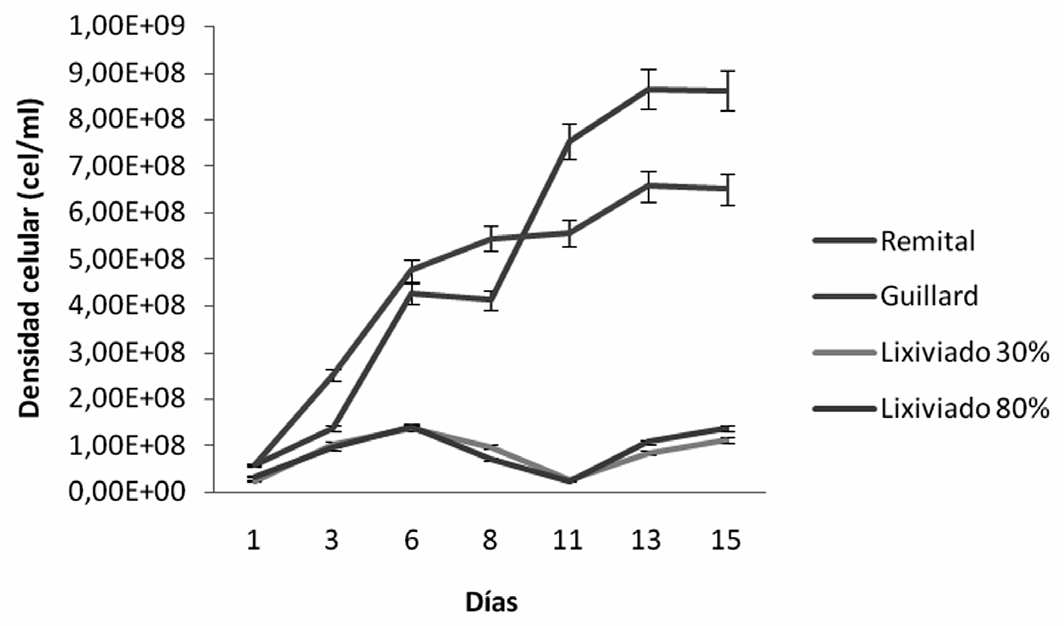 1,00E+09
9,00E+08
8,00E+08
7,00E+08
6,00E+08
5,00E+08
4,00E+08
3,00E+08
2,00E+08
1,00E+08
0,00E+00
Densidad celular (cel/ml)
1 3 6 8 11 13 15
Días
Remital
Guillard
Lixiviado 30%
Lixiviado 80%